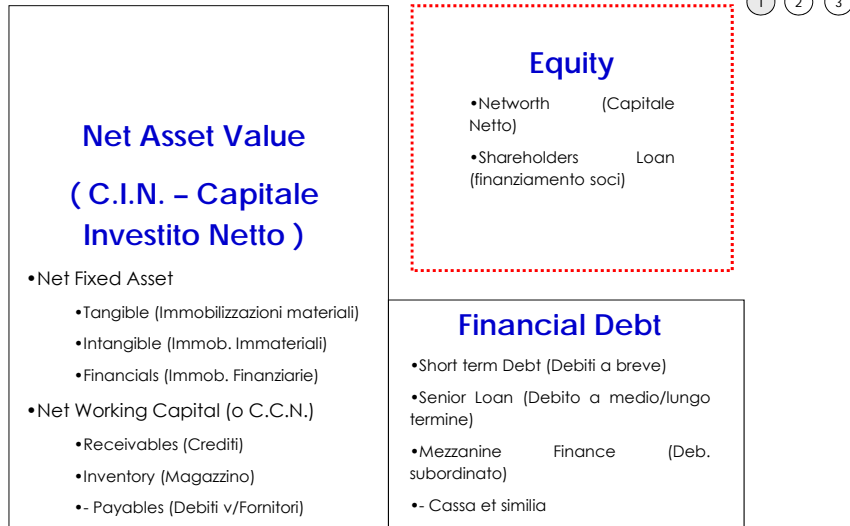 1 2 3
Net Asset Value
( C.I.N. – Capitale
Investito Netto )
•Net Fixed Asset
•Tangible (Immobilizzazioni materiali)
•Intangible (Immob. Immateriali)
•Financials (Immob. Finanziarie)
•Net Working Capital (o C.C.N.)
•Receivables (Crediti)
•Inventory (Magazzino)
•- Payables (Debiti v/Fornitori)
Equity
•Networth (Capitale
Netto)
•Shareholders Loan
(finanziamento soci)
Financial Debt
•Short term Debt (Debiti a breve)
•Senior Loan (Debito a medio/lungo
termine)
•Mezzanine Finance (Deb.
subordinato)
•- Cassa et similia